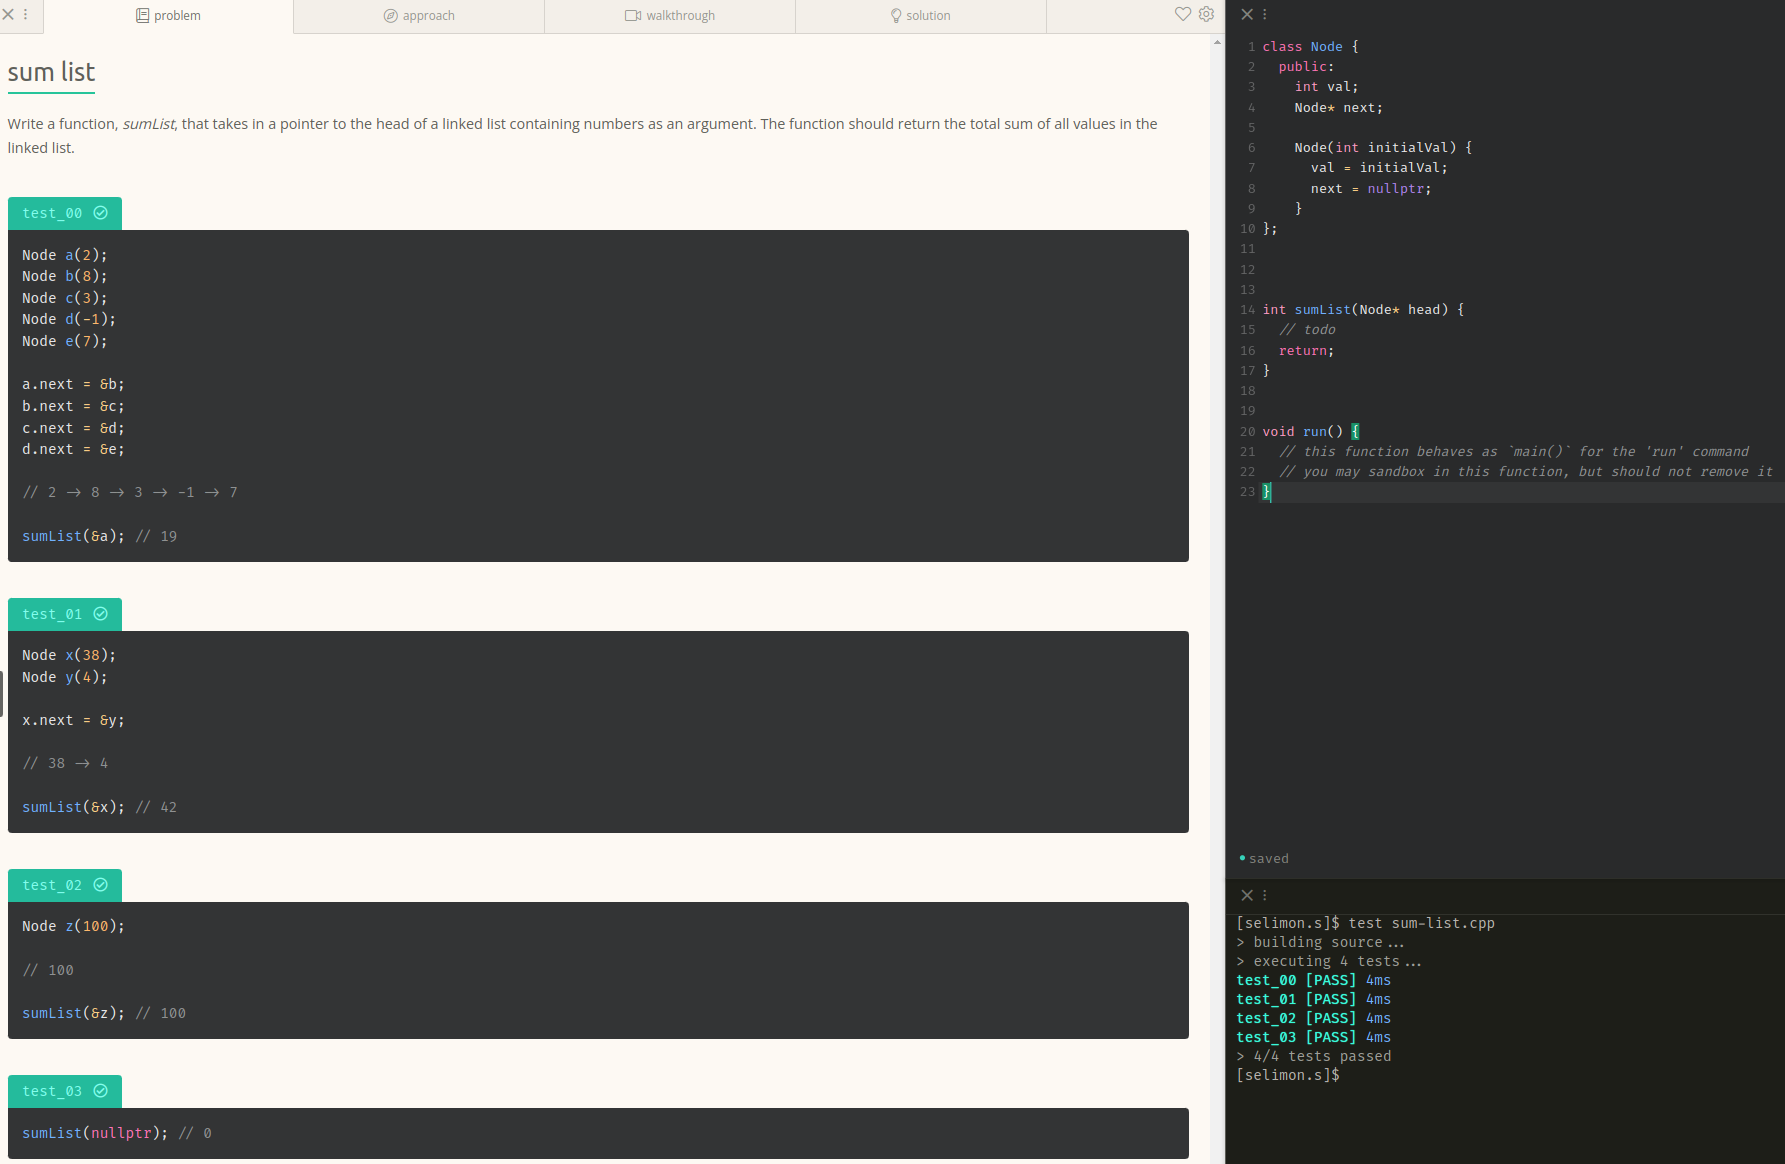 problem
approach
walkthrough
solution
sum list
Write a function, sumList, that takes in a pointer to the head of a linked list containing numbers as an argument. The function should return the total sum of all values in the
linked list.
test_00
Node a(2);
Node b(8);
Node c(3);
Node d(-1);
Node e(7);
a.next = &b;
b.next = &c;
c.next = &d;
d.next = &e;
// 2 -> 8 -> 3 -> -1 -> 7
sumList(&a); // 19
test_01
Node x(38);
Node y(4);
x.next = &y;
// 38 -> 4
sumList(&x); // 42
test_02
Node z(100);
// 100
sumList(&z); // 100
test_03
sumList(nullptr); // 0
1 class Node {
2 public:
3 int val;
4 Node* next;
5
6 Node(int initialVal) {
7 val = initialVal;
8 next = nullptr;
9 }
10 };
11
12
13
14 int sumList(Node* head) {
15 // todo
16 return;
17 }
18
19
20 void run() {
21 // this function behaves as `main()` for the 'run' command
22 // you may sandbox in this function, but should not remove it
23 }
saved
[selimon.s]$ test sum-list.cpp
> building source...
> executing 4 tests...
test_00 [PASS] 4ms
test_01 [PASS] 4ms
test_02 [PASS] 4ms
test_03 [PASS] 4ms
> 4/4 tests passed
[selimon.s]$